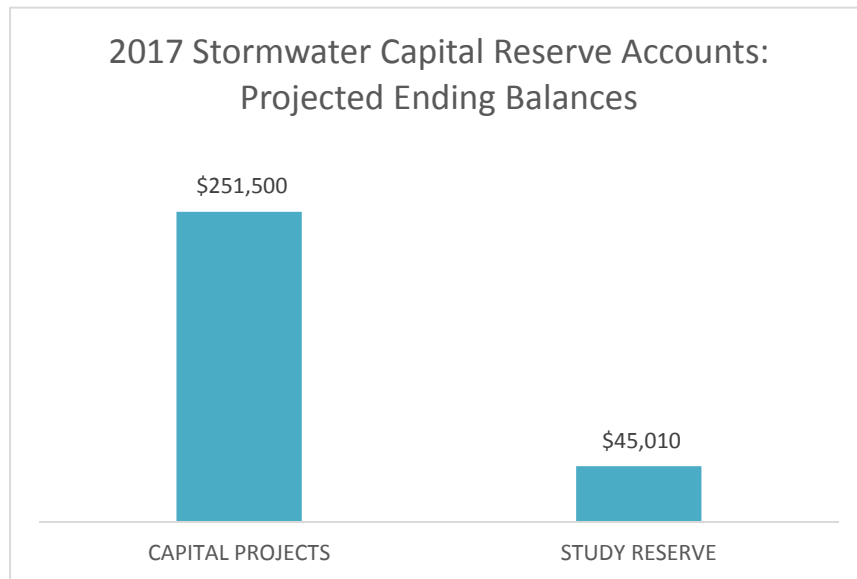 2017 Stormwater Capital Reserve Accounts:
Projected Ending Balances
$251,500
$45,010
CAPITAL PROJECTS
STUDY RESERVE